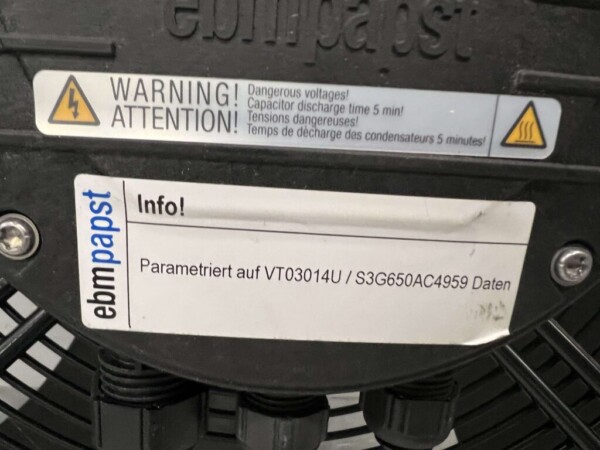 ebmpapst
WARNING!
ATTENTION!
Dangerous voltages!
Capacitor discharge time 5 min!
Tensions dangereuses!
Temps de décharge des condensateurs 5 minutes!
ebmpapst
Info!
Parametriert auf VT03014U / S3G650AC4959 Daten